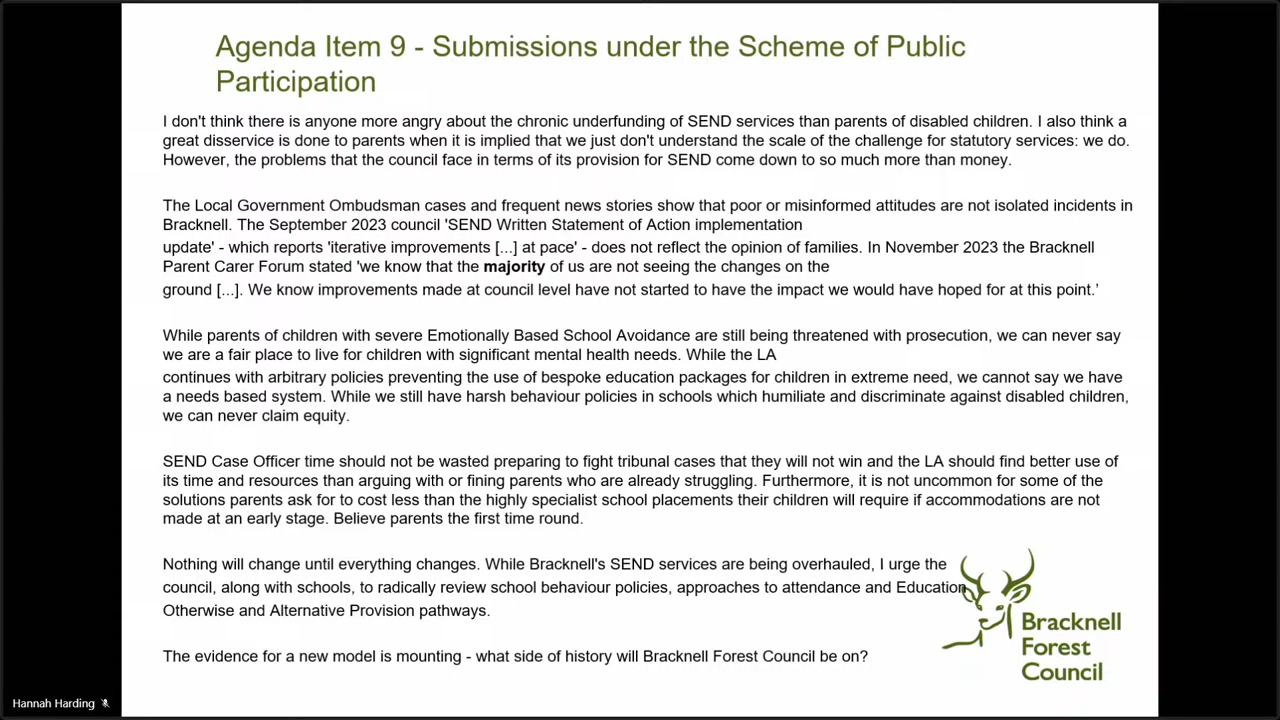 Agenda Item 9 - Submissions under the Scheme of Public
Participation
I don't think there is anyone more angry about the chronic underfunding of SEND services than parents of disabled children. I also think a
great disservice is done to parents when it is implied that we just don't understand the scale of the challenge for statutory services: we do.
However, the problems that the council face in terms of its provision for SEND come down to so much more than money.
The Local Government Ombudsman cases and frequent news stories show that poor or misinformed attitudes are not isolated incidents in
Bracknell. The September 2023 council 'SEND Written Statement of Action implementation
update' - which reports 'iterative improvements [...] at pace' - does not reflect the opinion of families. In November 2023 the Bracknell
Parent Carer Forum stated 'we know that the majority of us are not seeing the changes on the
ground [...]. We know improvements made at council level have not started to have the impact we would have hoped for at this point.’
While parents of children with severe Emotionally Based School Avoidance are still being threatened with prosecution, we can never say
we are a fair place to live for children with significant mental health needs. While the LA
continues with arbitrary policies preventing the use of bespoke education packages for children in extreme need, we cannot say we have
a needs based system. While we still have harsh behaviour policies in schools which humiliate and discriminate against disabled children,
we can never claim equity.
SEND Case Officer time should not be wasted preparing to fight tribunal cases that they will not win and the LA should find better use of
its time and resources than arguing with or fining parents who are already struggling. Furthermore, it is not uncommon for some of the
solutions parents ask for to cost less than the highly specialist school placements their children will require if accommodations are not
made at an early stage. Believe parents the first time round.
Nothing will change until everything changes. While Bracknell's SEND services are being overhauled, I urge the
council, along with schools, to radically review school behaviour policies, approaches to attendance and Education
Otherwise and Alternative Provision pathways.
The evidence for a new model is mounting - what side of history will Bracknell Forest Council be on?
Bracknell
Forest
Council
Hannah Harding